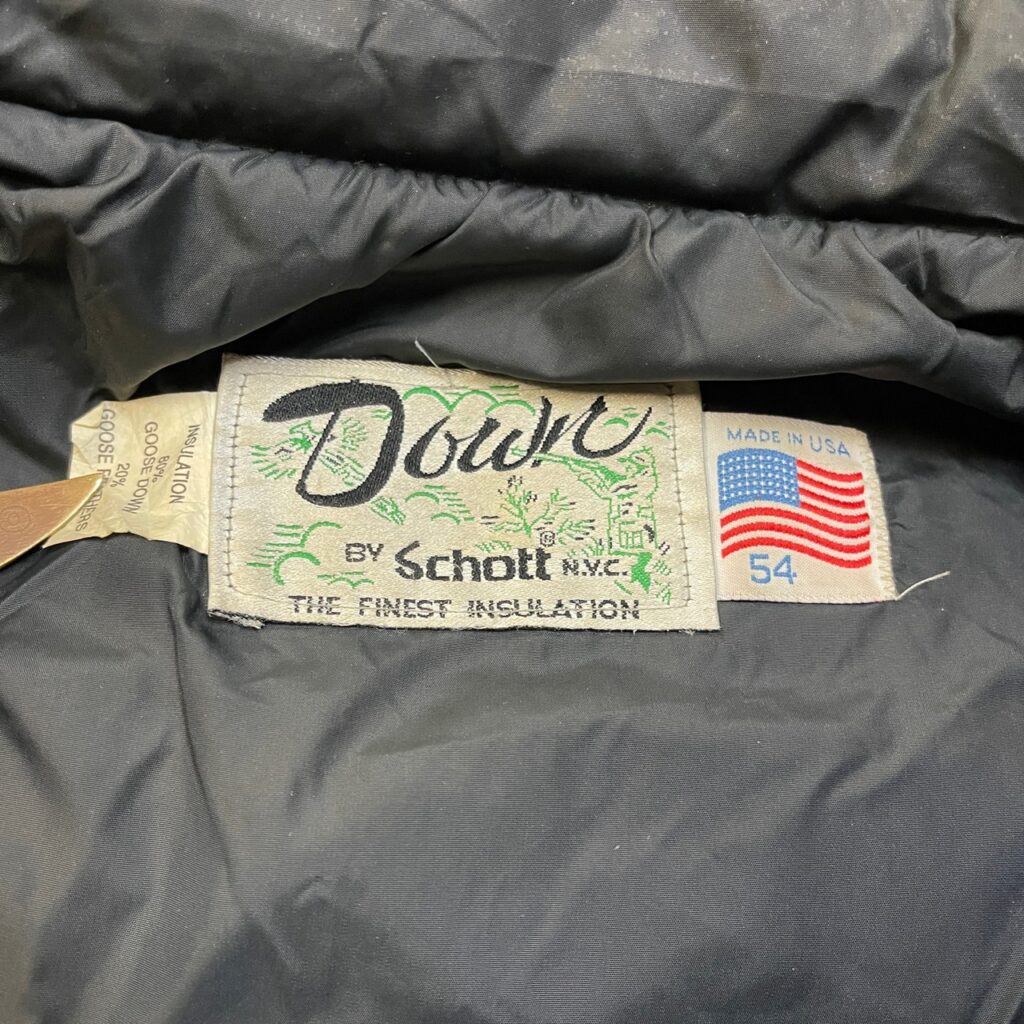 INSULATION
80%
GOOSE DOWN
20%
GOOSE
Down
BY Schott® N.Y.C.
THE FINEST INSULATION
MADE IN USA
54